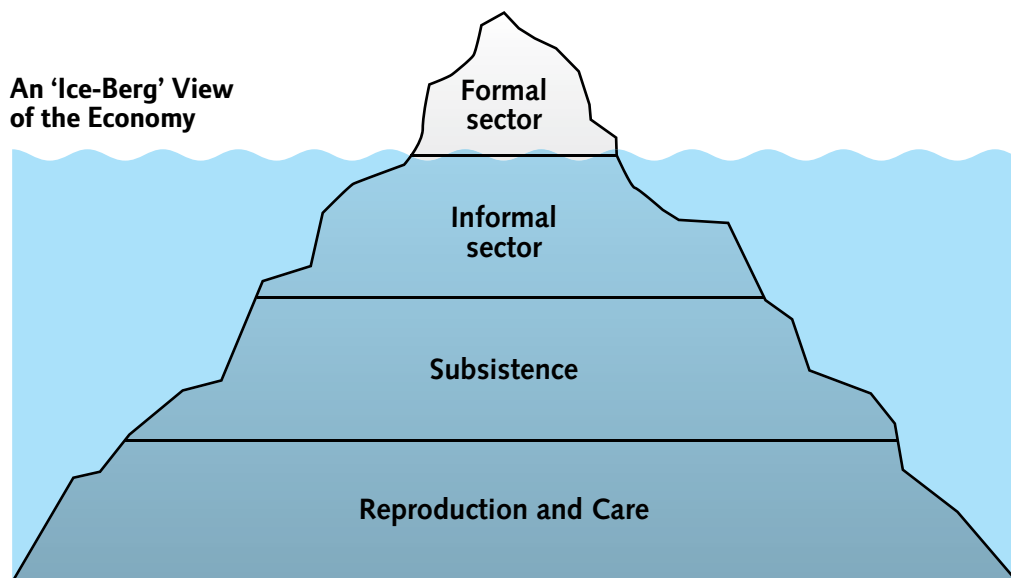 An ‘Ice-Berg’ View
of the Economy
Formal
sector
Informal
sector
Subsistence
Reproduction and Care